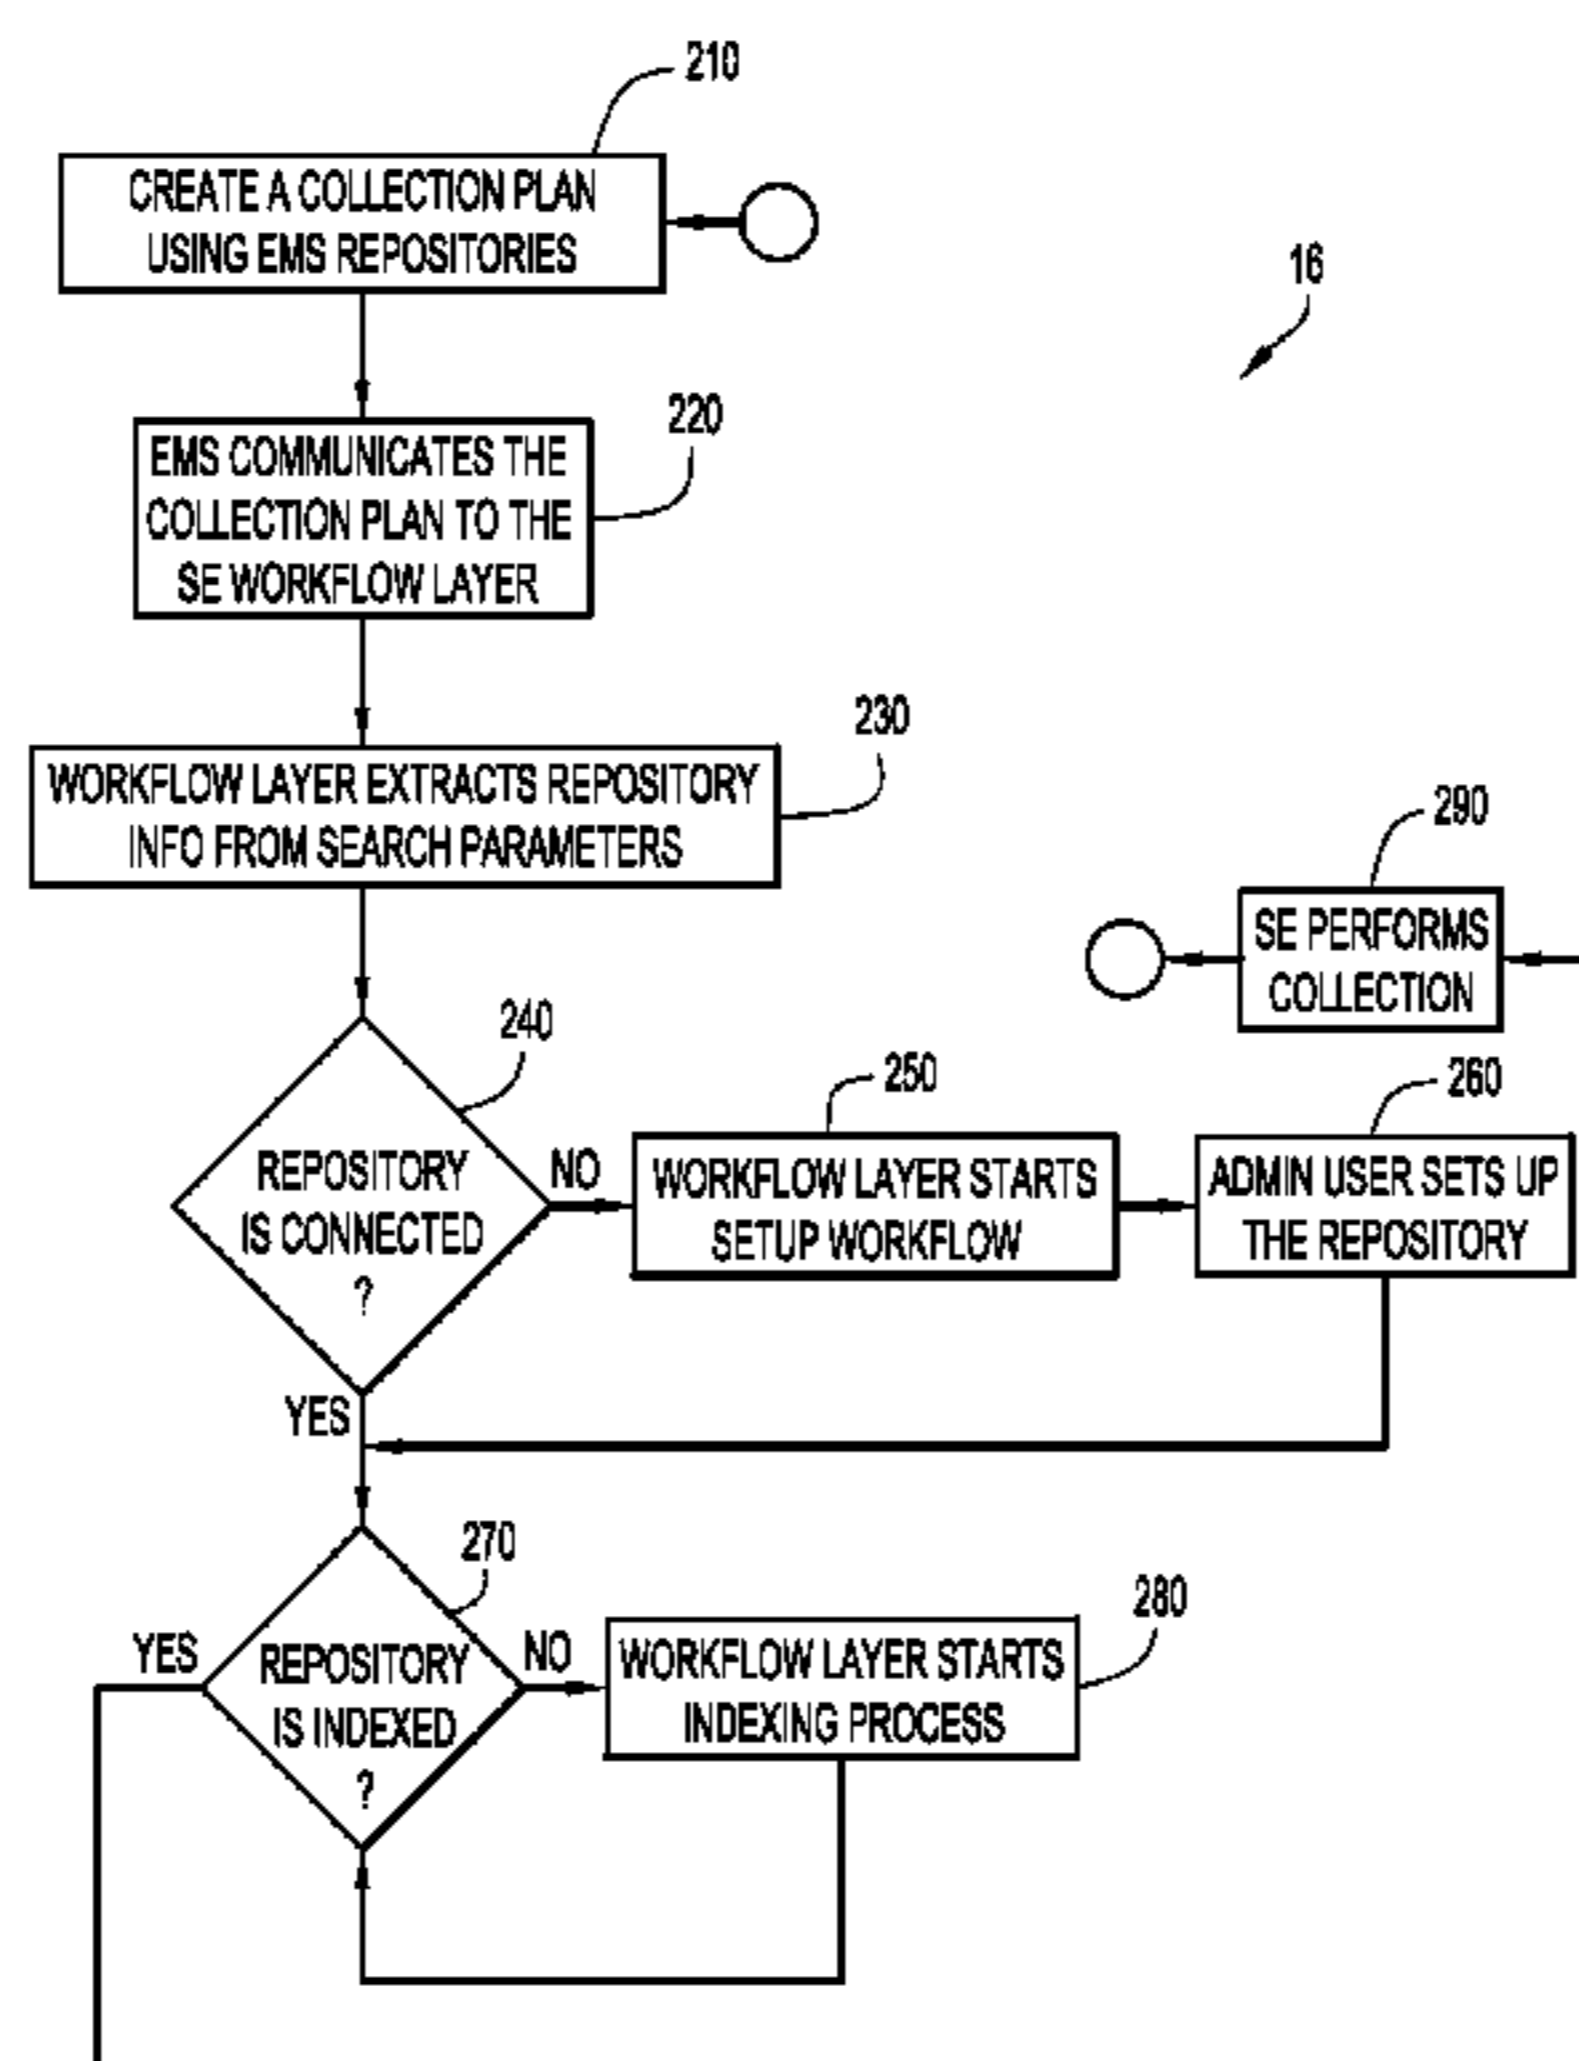 210
CREATE A COLLECTION PLAN
USING EMS REPOSITORIES
16
220
EMS COMMUNICATES THE
COLLECTION PLAN TO THE
SE WORKFLOW LAYER
230
WORKFLOW LAYER EXTRACTS REPOSITORY
INFO FROM SEARCH PARAMETERS
290
SE PERFORMS
COLLECTION
240
REPOSITORY
IS CONNECTED
?
NO
YES
250
WORKFLOW LAYER STARTS
SETUP WORKFLOW
260
ADMIN USER SETS UP
THE REPOSITORY
270
REPOSITORY
IS INDEXED
?
YES
NO
280
WORKFLOW LAYER STARTS
INDEXING PROCESS